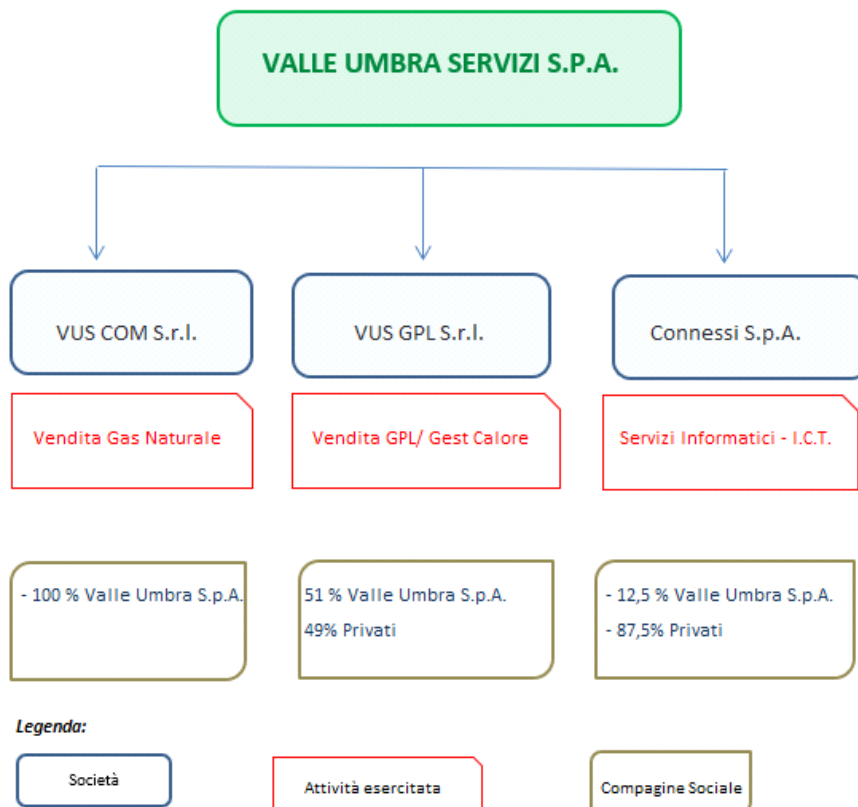 VALLE UMBRA SERVIZI S.P.A.
VUS COM S.r.l.
VUS GPL S.r.l.
Connessi S.p.A.
Vendita Gas Naturale
Vendita GPL/ Gest Calore
Servizi Informatici - I.C.T.
- 100 % Valle Umbra S.p.A.
51 % Valle Umbra S.p.A.
49% Privati
- 12,5 % Valle Umbra S.p.A.
- 87,5% Privati
Legenda:
Società
Attività esercitata
Compagine Sociale